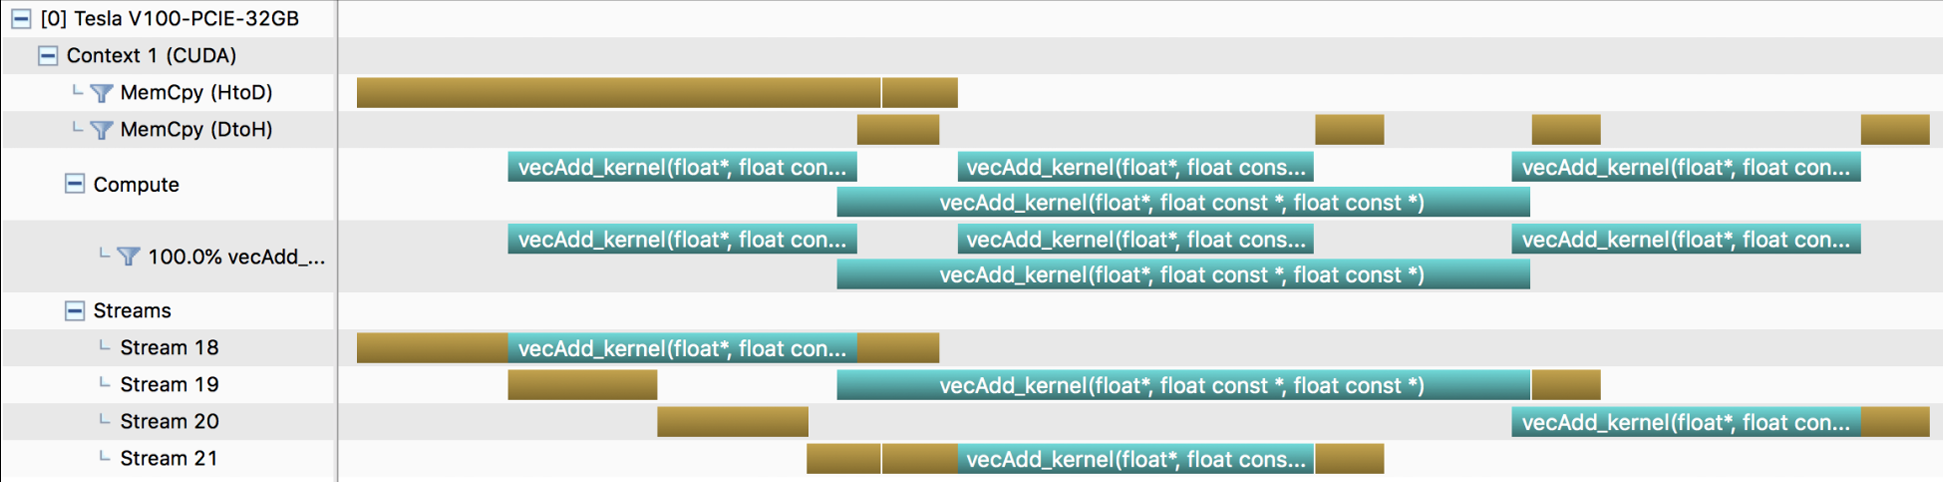 [0] Tesla V100-PCIE-32GB
Context 1 (CUDA)
MemCpy (HtoD)
MemCpy (DtoH)
Compute
vecAdd_kernel(float*, float con...
vecAdd_kernel(float*, float cons...
vecAdd_kernel(float*, float con...
vecAdd_kernel(float*, float const *, float const *)
100.0% vecAdd_...
vecAdd_kernel(float*, float con...
vecAdd_kernel(float*, float cons...
vecAdd_kernel(float*, float con...
vecAdd_kernel(float*, float const *, float const *)
Streams
Stream 18
vecAdd_kernel(float*, float con...
Stream 19
vecAdd_kernel(float*, float const *, float const *)
Stream 20
vecAdd_kernel(float*, float con...
Stream 21
vecAdd_kernel(float*, float cons...